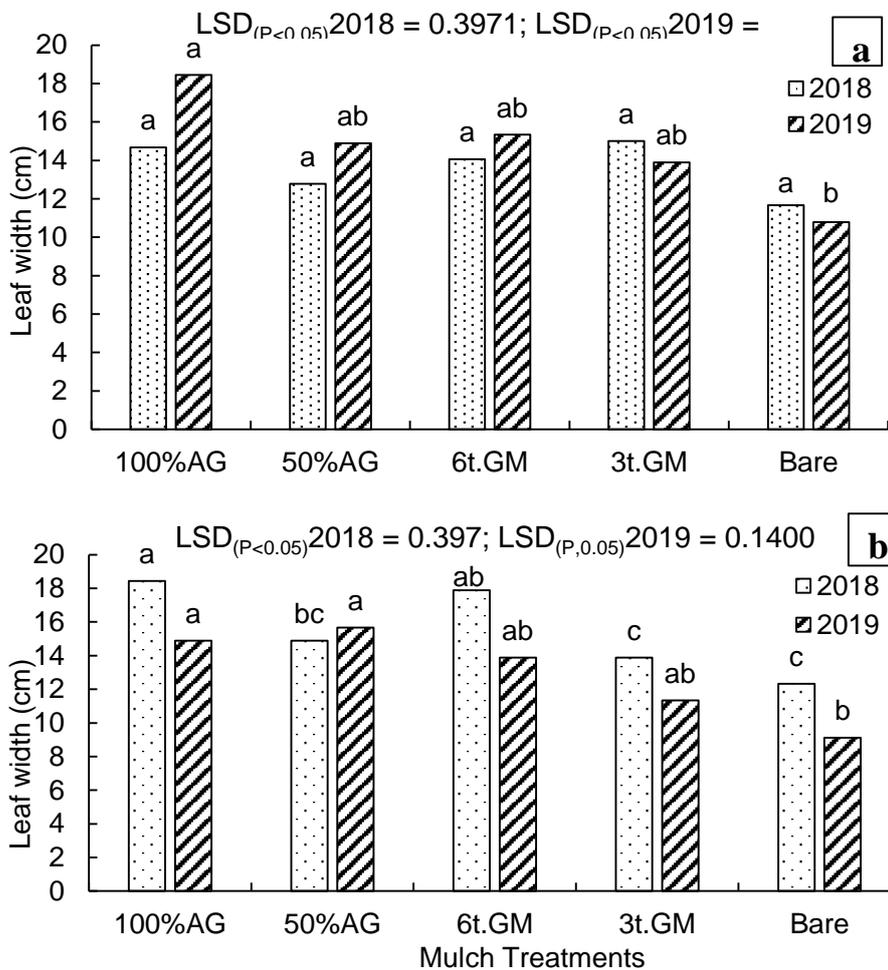 LSD(P<0.05)2018 = 0.3971; LSD(P<0.05)2019 =
a
2018
2019
Leaf width (cm)
20
18
16
14
12
10
8
6
4
2
0
a a
a ab
a ab
a ab
a b
100%AG 50%AG 6t.GM 3t.GM Bare
LSD(P<0.05)2018 = 0.397; LSD(P,0.05)2019 = 0.1400
b
2018
2019
Leaf width (cm)
20
18
16
14
12
10
8
6
4
2
0
a a
bc a
ab ab
c ab
c b
100%AG 50%AG 6t.GM 3t.GM Bare
Mulch Treatments